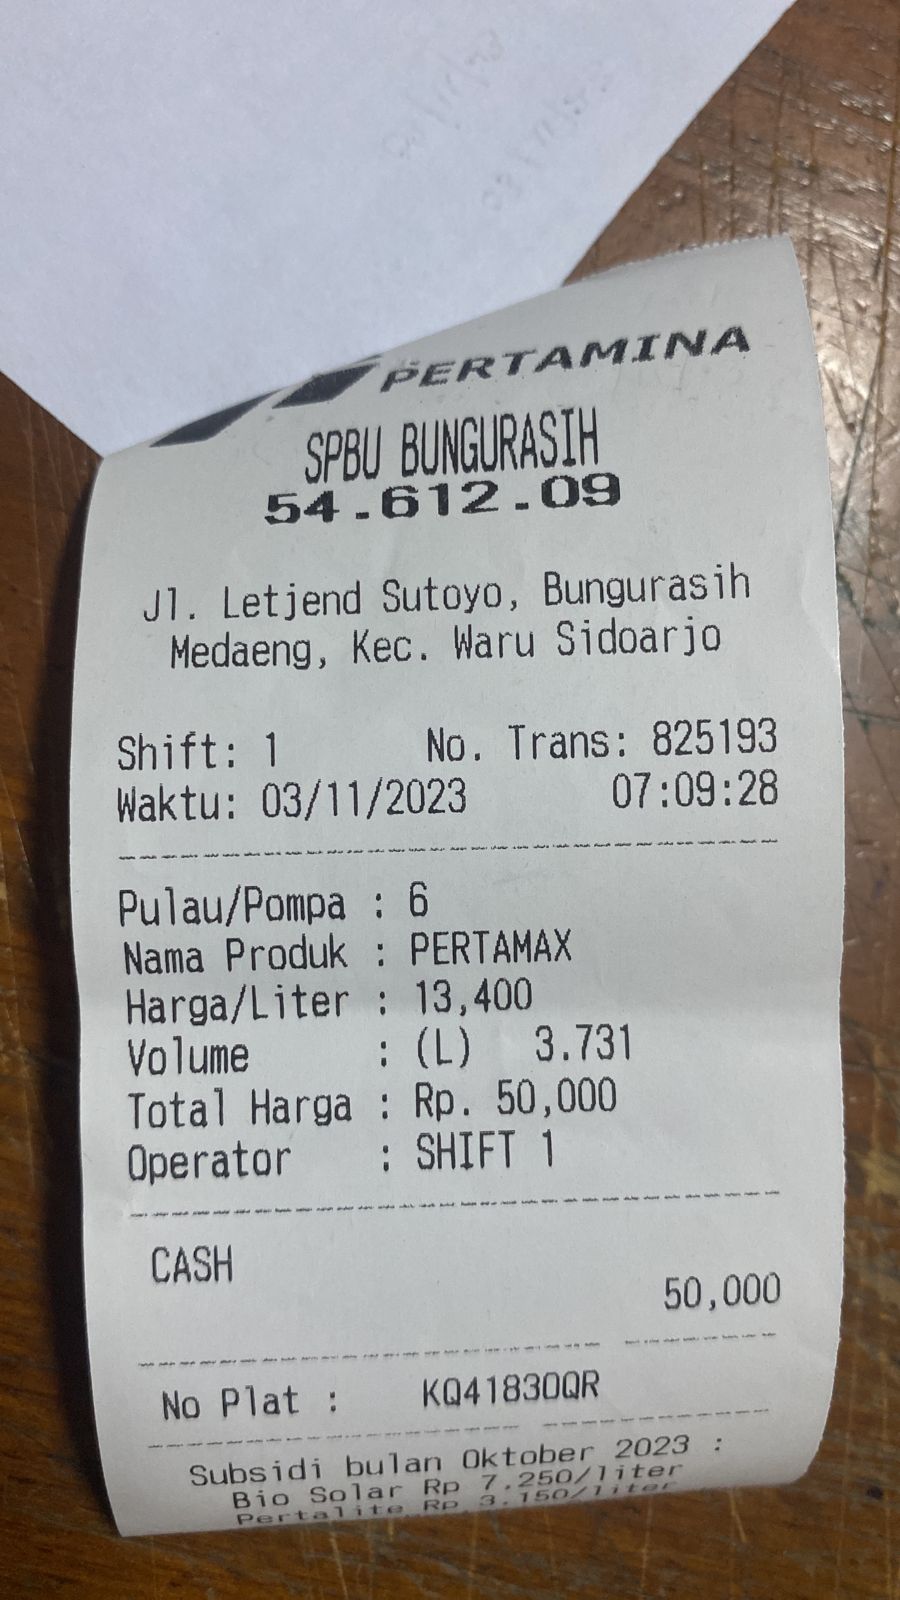 PERTAMINA
SPBU BUNGURASIH
54.612.09
Jl. Letjend Sutoyo, Bungurasih
Medaeng, Kec. Waru Sidoarjo
Shift: 1 No. Trans: 825193
Waktu: 03/11/2023 07:09:28
Pulau/Pompa : 6
Nama Produk : PERTAMAX
Harga/Liter : 13,400
Volume : (L) 3.731
Total Harga : Rp. 50,000
Operator : SHIFT 1
CASH
50,000
No Plat : KQ41830QR
Subsidi bulan Oktober 2023 :
Bio Solar Rp 7.250/liter
Pertalite Rp 3.150/liter